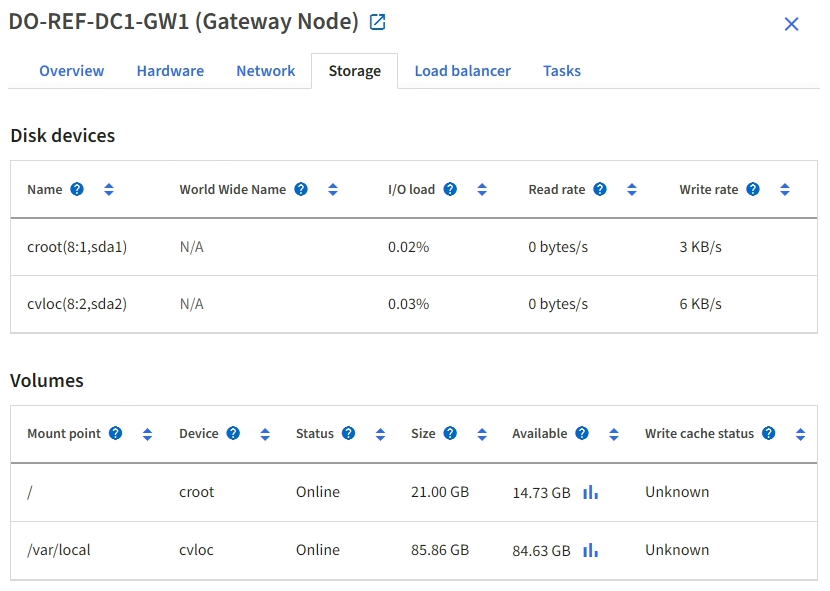 DO-REF-DC1-GW1 (Gateway Node)
Overview Hardware Network Storage Load balancer Tasks
Disk devices
Name World Wide Name I/O load Read rate Write rate
croot(8:1,sda1) N/A 0.02% 0 bytes/s 3 KB/s
cvloc(8:2,sda2) N/A 0.03% 0 bytes/s 6 KB/s
Volumes
Mount point Device Status Size Available Write cache status
/ croot Online 21.00 GB 14.73 GB Unknown
/var/local cvloc Online 85.86 GB 84.63 GB Unknown